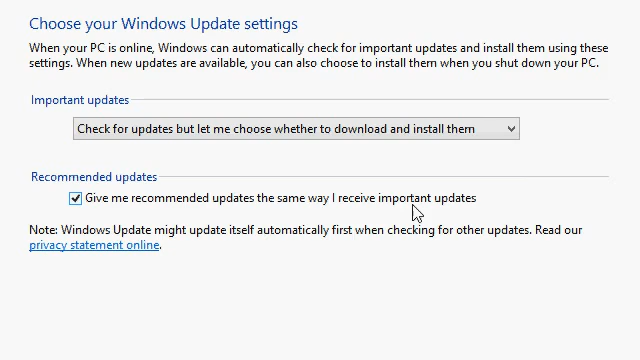 Choose your Windows Update settings
When your PC is online, Windows can automatically check for important updates and install them using these
settings. When new updates are available, you can also choose to install them when you shut down your PC.
Important updates
Check for updates but let me choose whether to download and install them
Recommended updates
Give me recommended updates the same way I receive important updates
Note: Windows Update might update itself automatically first when checking for other updates. Read our
privacy statement online.